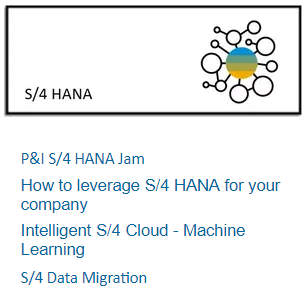 S/4 HANA
P&I S/4 HANA Jam
How to leverage S/4 HANA for your
company
Intelligent S/4 Cloud - Machine
Learning
S/4 Data Migration